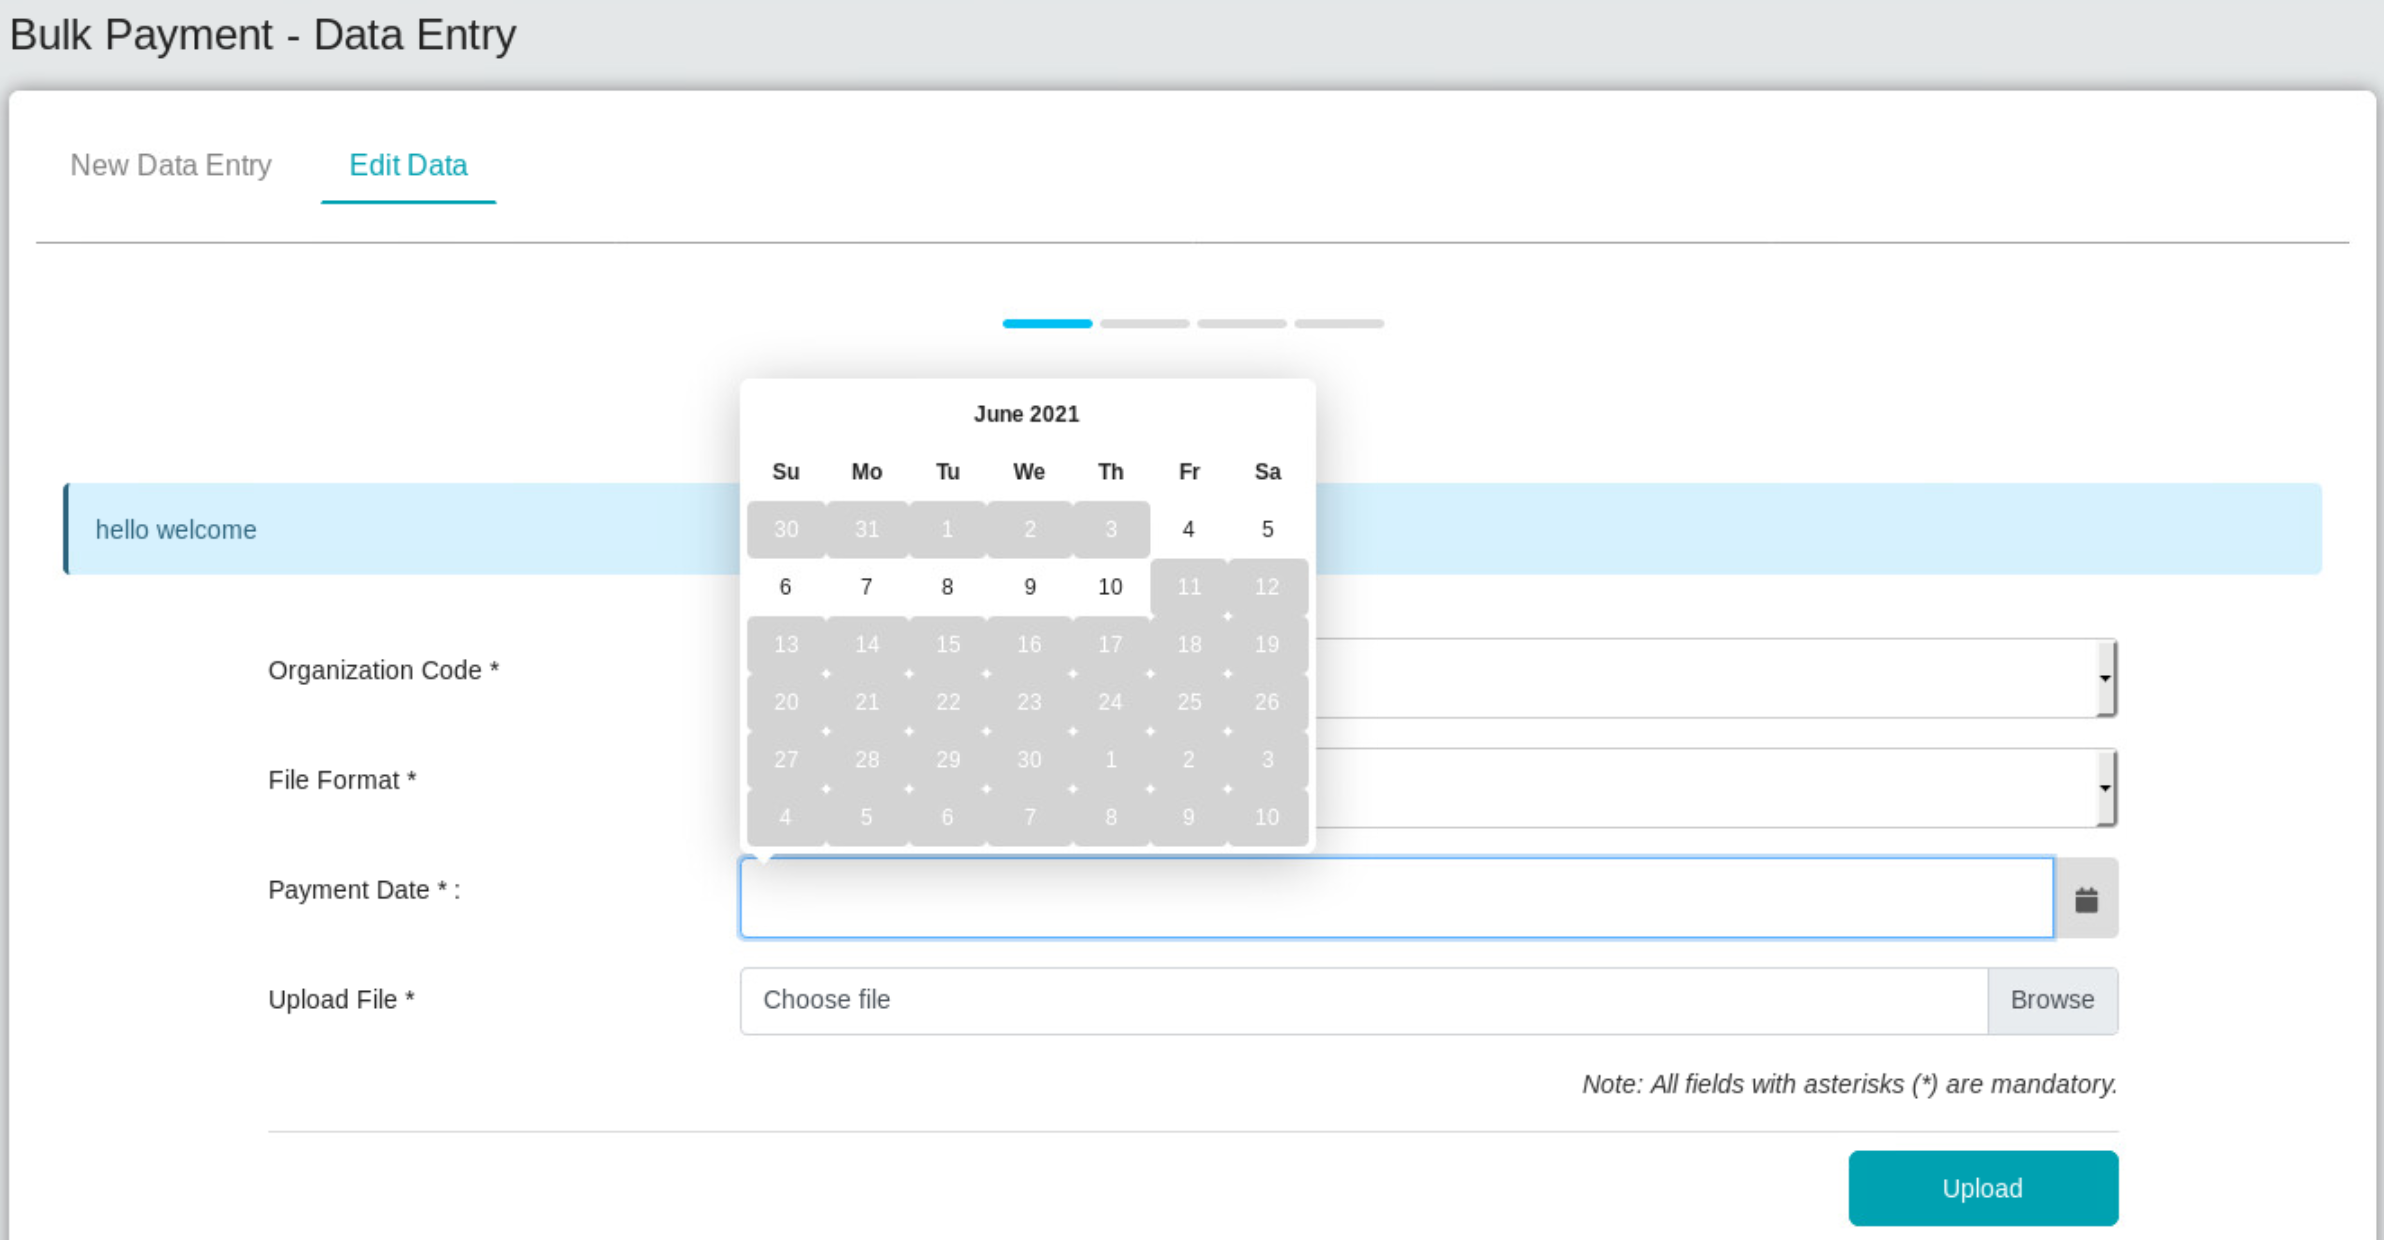 Bulk Payment - Data Entry
New Data Entry Edit Data
June 2021
Su Mo Tu We Th Fr Sa
30 31 1 2 3 4 5
6 7 8 9 10 11 12
13 14 15 16 17 18 19
20 21 22 23 24 25 26
27 28 29 30 1 2 3
4 5 6 7 8 9 10
hello welcome
Organization Code *
File Format *
Payment Date * :
Upload File * Choose file Browse
Note: All fields with asterisks (*) are mandatory.
Upload